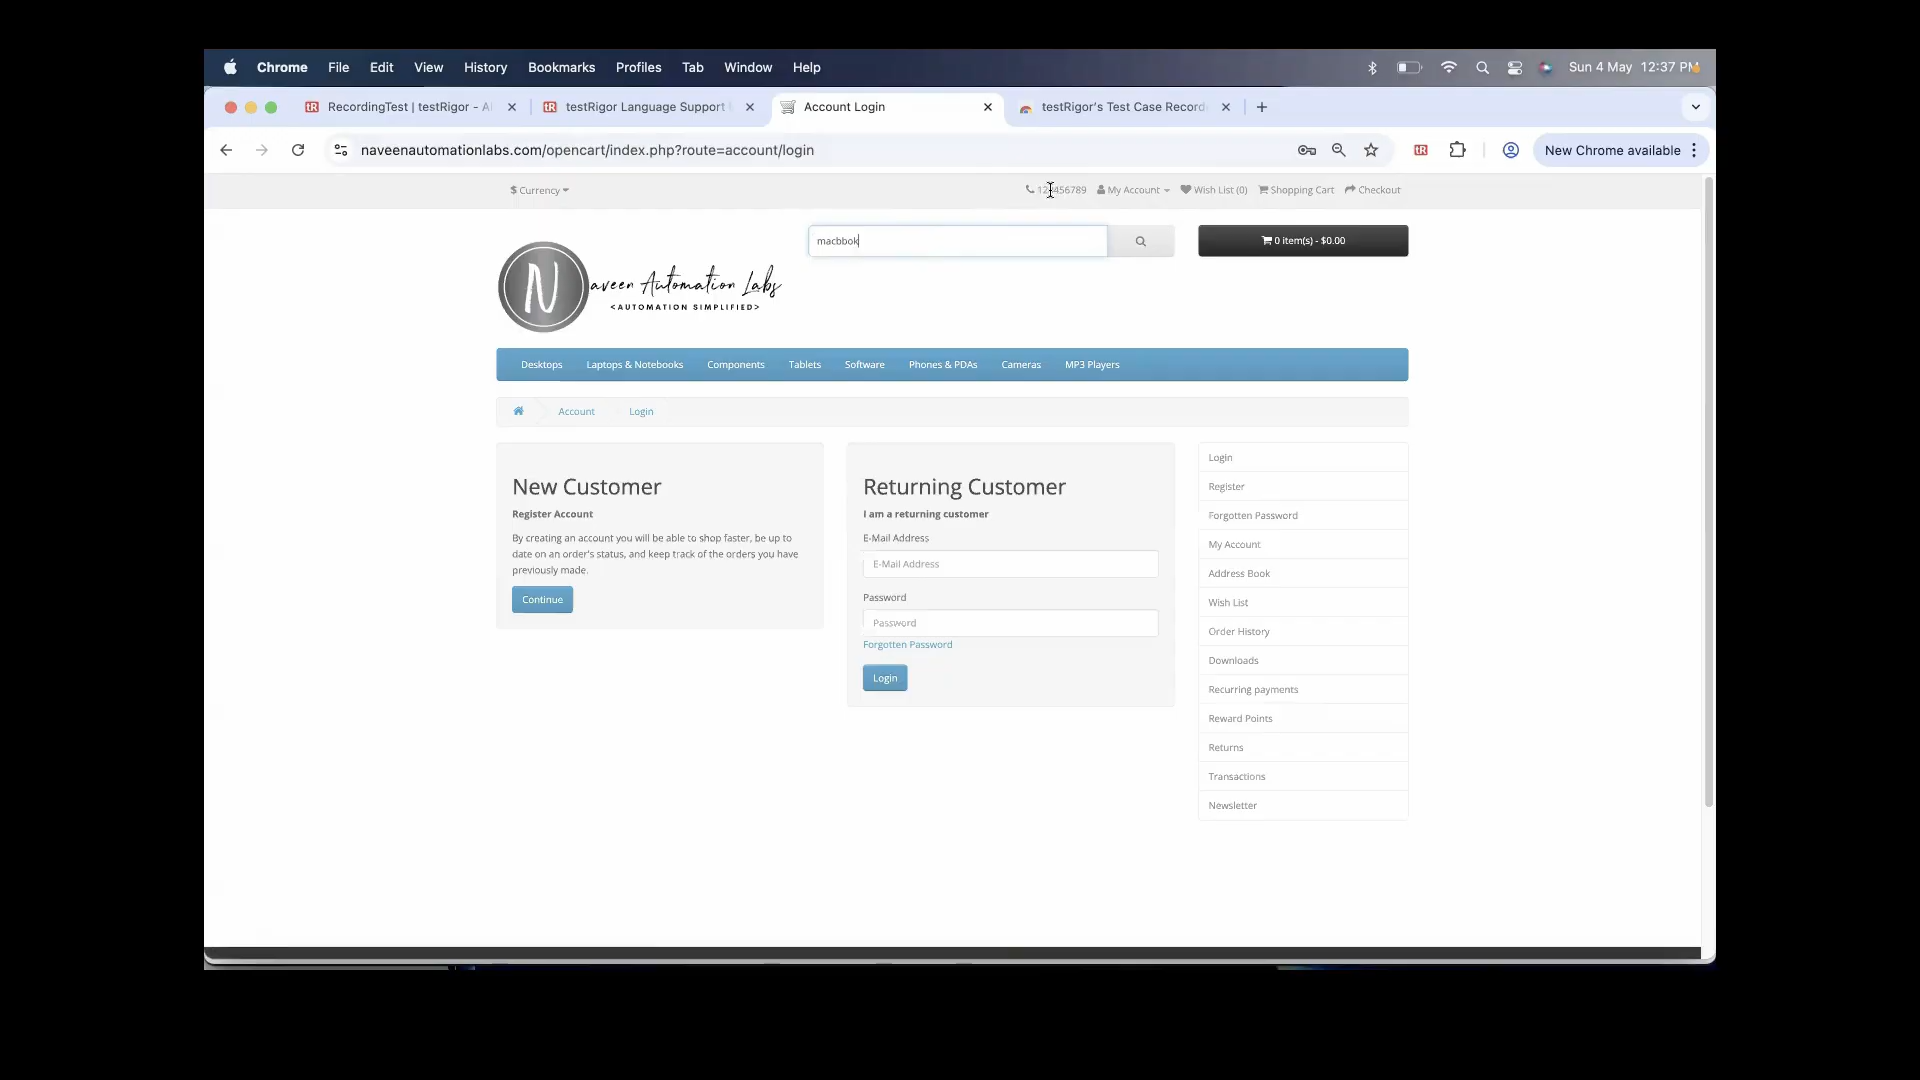 Chrome File Edit View History Bookmarks Profiles Tab Window Help Sun 4 May 12:37 PM
RecordingTest | testRigor - testRigor Language Support Account Login testRigor's Test Case Record
naveenautomationlabs.com/opencart/index.php?route=account/login New Chrome available
$ Currency 123456789 My Account Wish List (0) Shopping Cart Checkout
macbbok 0 item(s) - $0.00
N aveen Automation Labs
<AUTOMATION SIMPLIFIED>
Desktops Laptops & Notebooks Components Tablets Software Phones & PDAs Cameras MP3 Players
Account Login
New Customer
Register Account
By creating an account you will be able to shop faster, be up to
date on an order's status, and keep track of the orders you have
previously made.
Continue
Returning Customer
I am a returning customer
E-Mail Address
E-Mail Address
Password
Password
Forgotten Password
Login
Login
Register
Forgotten Password
My Account
Address Book
Wish List
Order History
Downloads
Recurring payments
Reward Points
Returns
Transactions
Newsletter